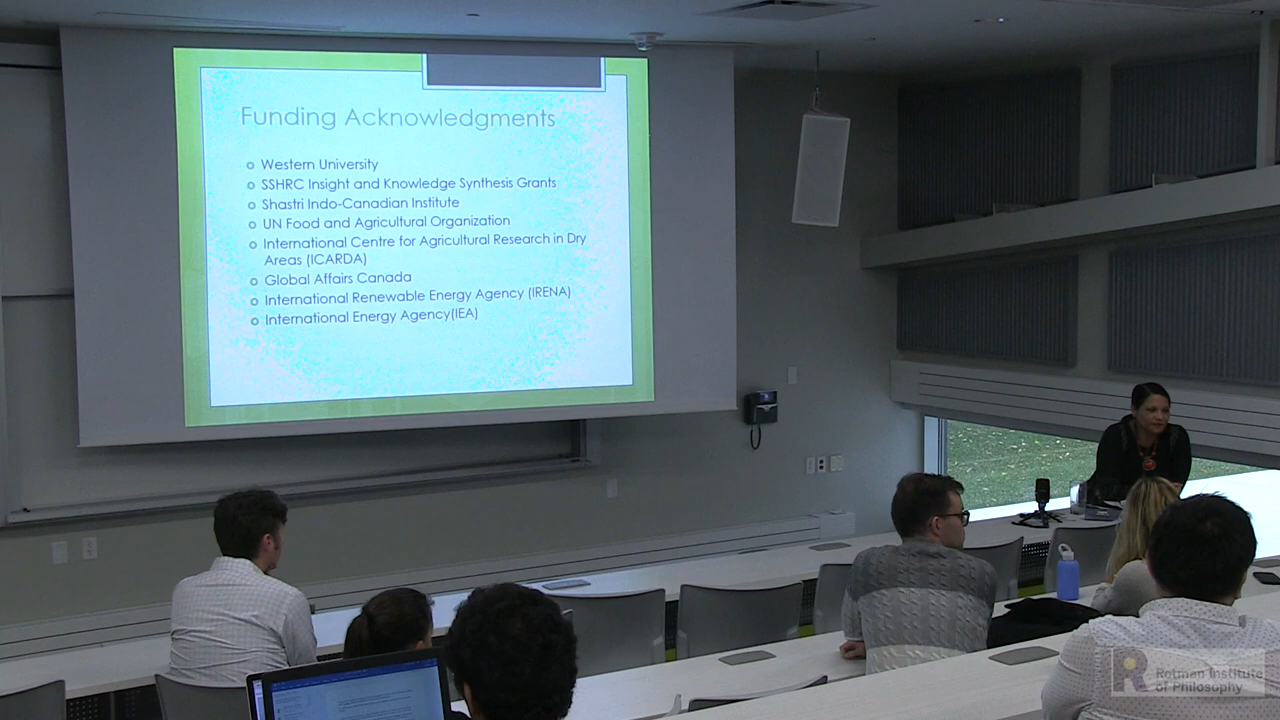 Funding Acknowledgments
Western University
SSHRC Insight and Knowledge Synthesis Grants
Shastri Indo-Canadian Institute
UN Food and Agricultural Organization
International Centre for Agricultural Research in Dry
Areas (ICARDA)
Global Affairs Canada
International Renewable Energy Agency (IRENA)
International Energy Agency(IEA)
Rotman Institute
of Philosophy